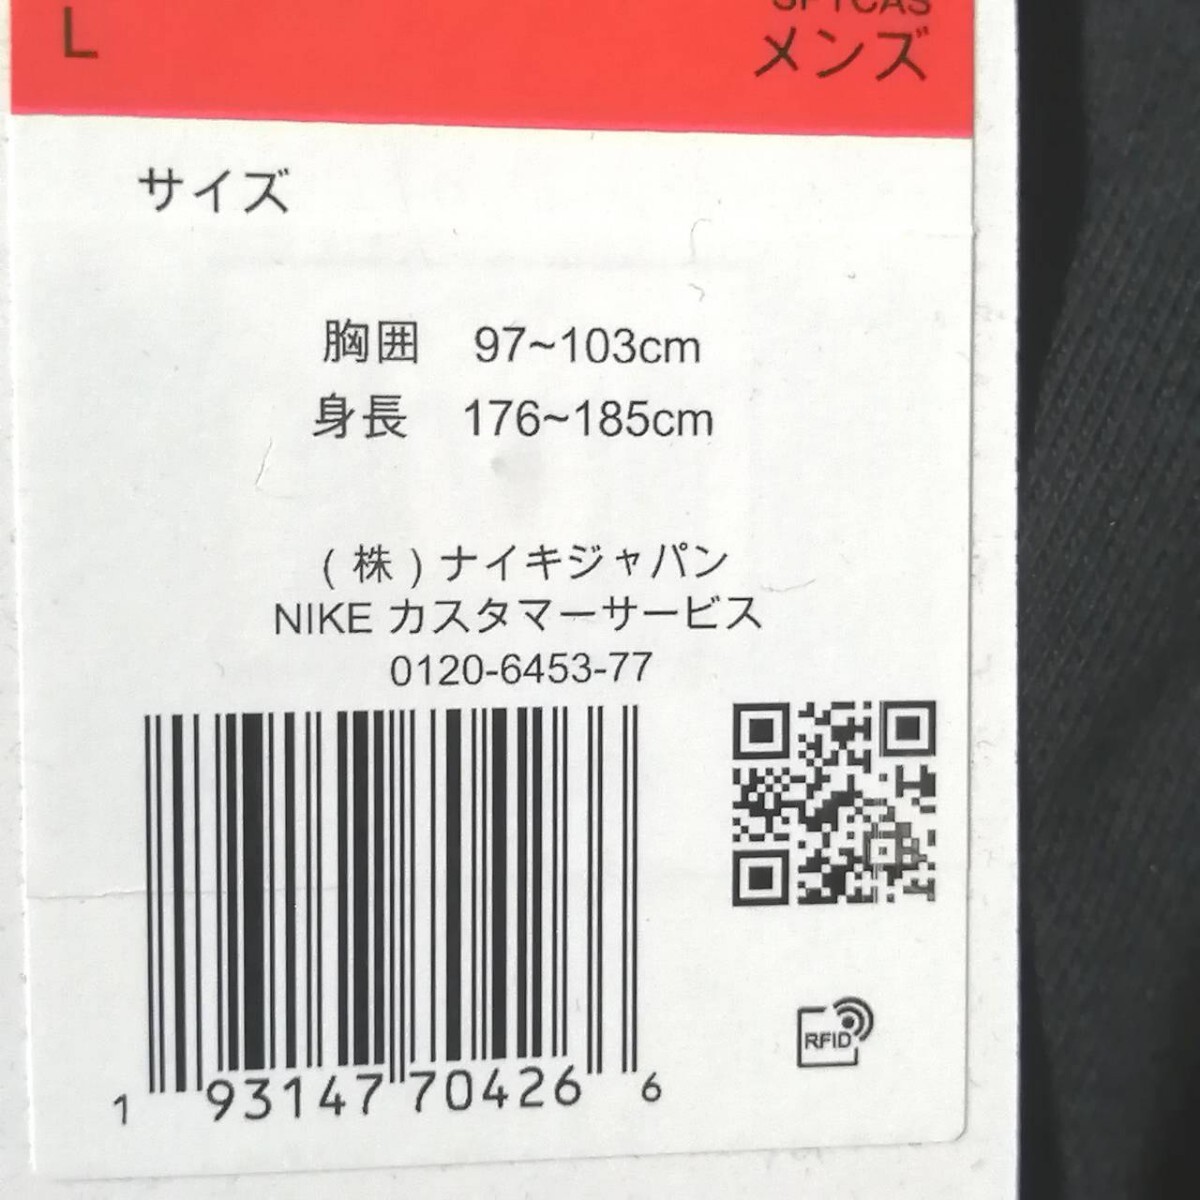 L
SPTCAS
メンズ
サイズ
胸囲 97~103cm
身長 176~185cm
(株)ナイキジャパン
NIKE カスタマーサービス
0120-6453-77
1 93147 70426 6
RFID